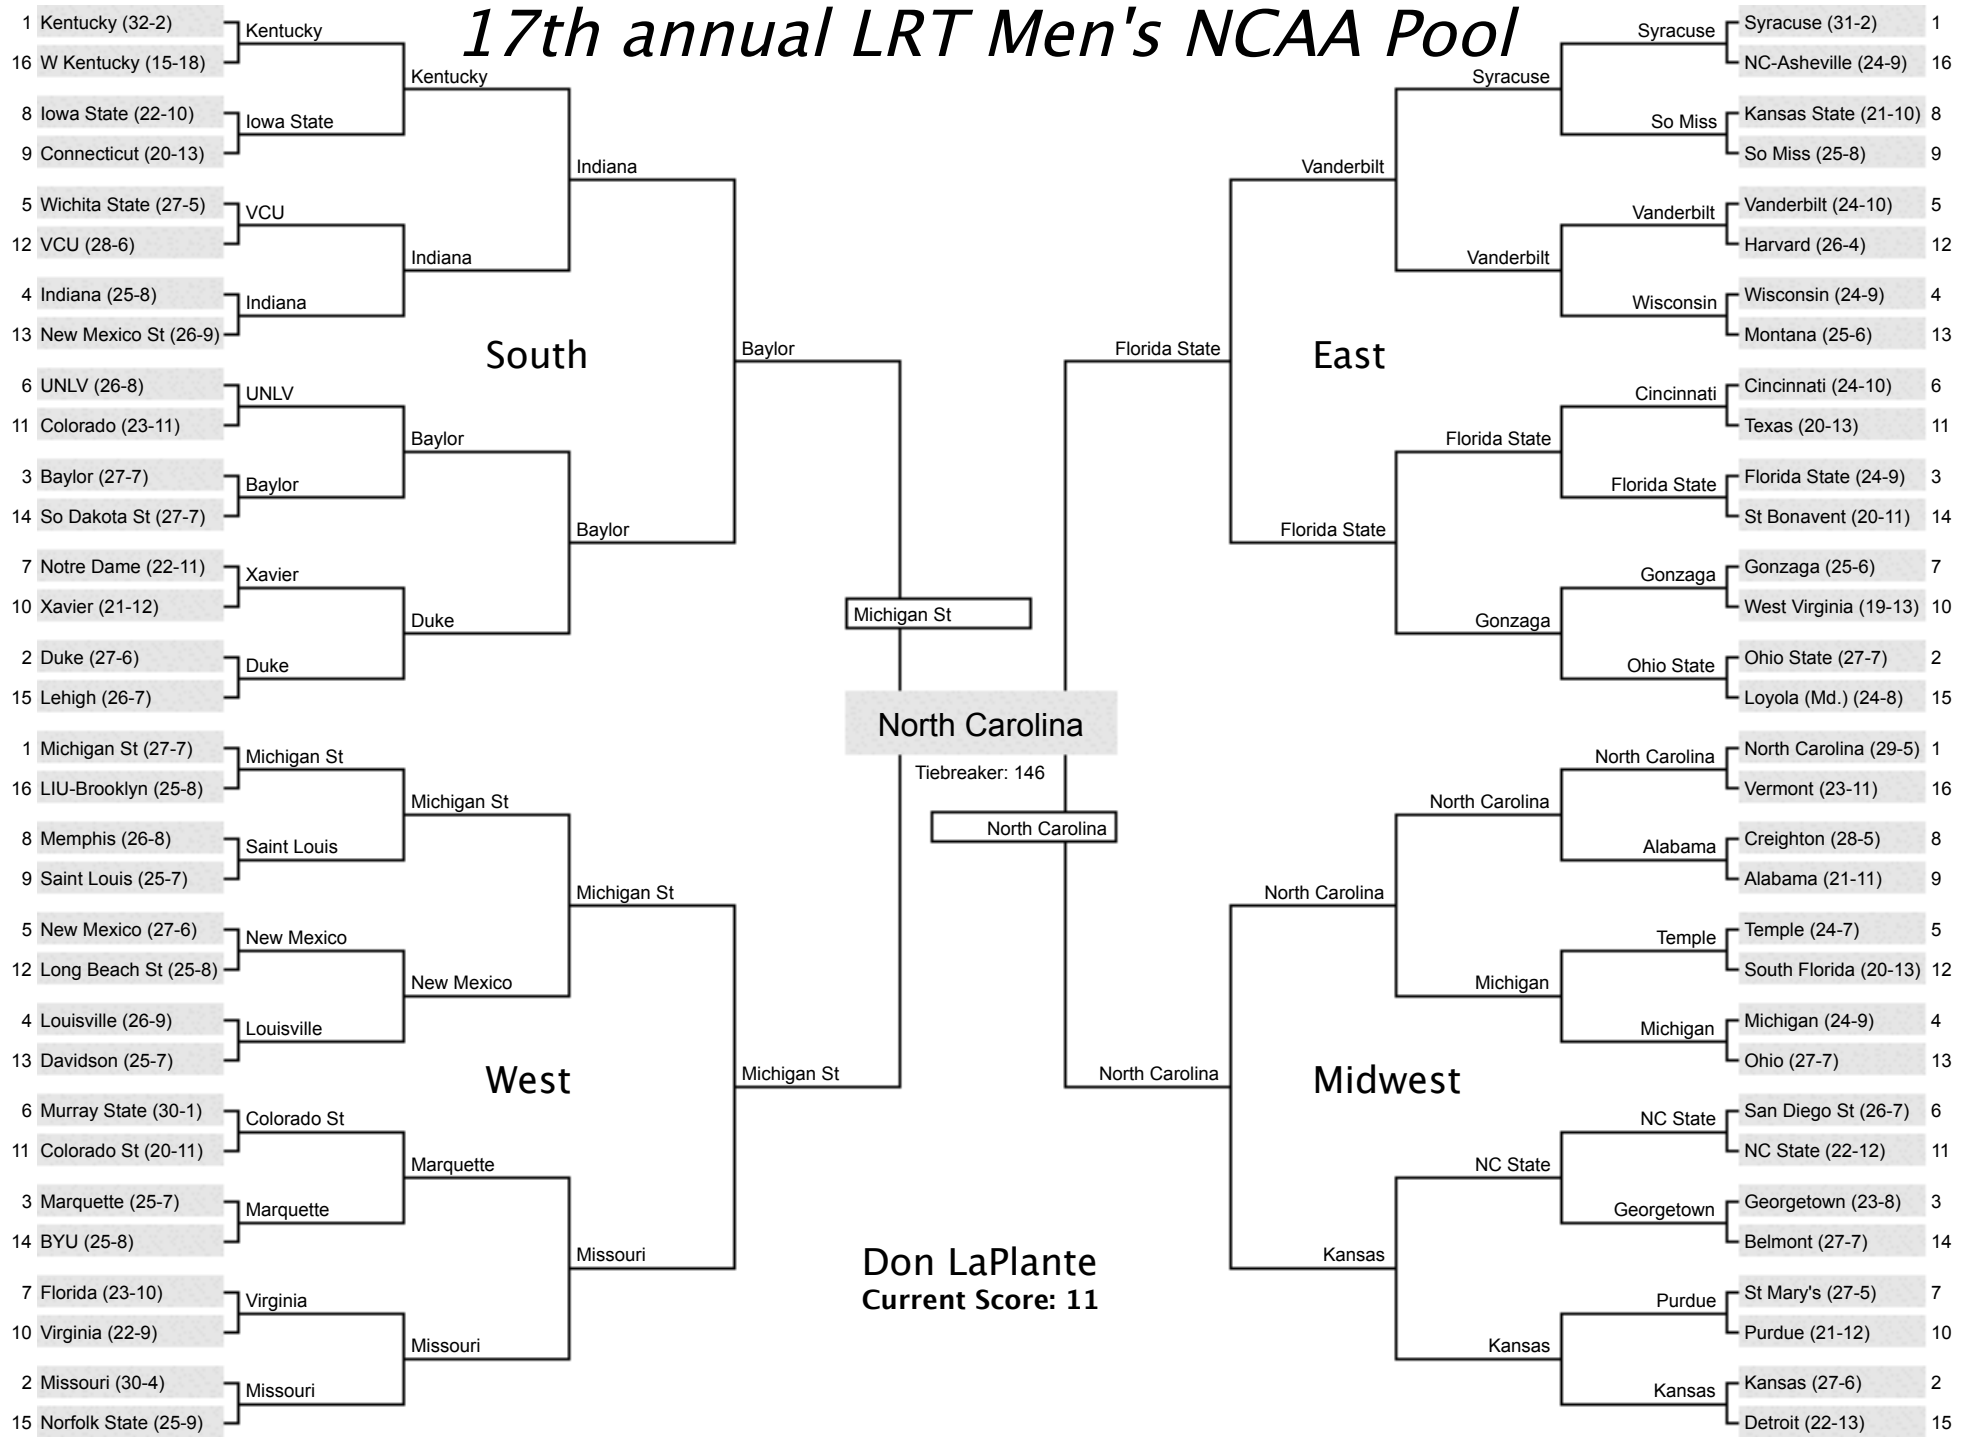 17th annual LRT Men's NCAA Pool
1 Kentucky (32-2)
16 W Kentucky (15-18)
8 Iowa State (22-10)
9 Connecticut (20-13)
5 Wichita State (27-5)
12 VCU (28-6)
4 Indiana (25-8)
13 New Mexico St (26-9)
6 UNLV (26-8)
11 Colorado (23-11)
3 Baylor (27-7)
14 So Dakota St (27-7)
7 Notre Dame (22-11)
10 Xavier (21-12)
2 Duke (27-6)
15 Lehigh (26-7)
Kentucky
Iowa State
VCU
Indiana
UNLV
Baylor
Xavier
Duke
Kentucky
Indiana
Baylor
Duke
Indiana
Baylor
South
Baylor
1 Michigan St (27-7)
16 LIU-Brooklyn (25-8)
8 Memphis (26-8)
9 Saint Louis (25-7)
5 New Mexico (27-6)
12 Long Beach St (25-8)
4 Louisville (26-9)
13 Davidson (25-7)
6 Murray State (30-1)
11 Colorado St (20-11)
3 Marquette (25-7)
14 BYU (25-8)
7 Florida (23-10)
10 Virginia (22-9)
2 Missouri (30-4)
15 Norfolk State (25-9)
Michigan St
Saint Louis
New Mexico
Louisville
Colorado St
Marquette
Virginia
Missouri
Michigan St
New Mexico
Marquette
Missouri
Michigan St
Missouri
West
Michigan St
Michigan St
North Carolina
Tiebreaker: 146
North Carolina
Syracuse (31-2) 1
NC-Asheville (24-9) 16
Kansas State (21-10) 8
So Miss (25-8) 9
Vanderbilt (24-10) 5
Harvard (26-4) 12
Wisconsin (24-9) 4
Montana (25-6) 13
Cincinnati (24-10) 6
Texas (20-13) 11
Florida State (24-9) 3
St Bonavent (20-11) 14
Gonzaga (25-6) 7
West Virginia (19-13) 10
Ohio State (27-7) 2
Loyola (Md.) (24-8) 15
Syracuse
So Miss
Vanderbilt
Wisconsin
Cincinnati
Florida State
Gonzaga
Ohio State
Syracuse
Vanderbilt
Florida State
Gonzaga
Vanderbilt
Florida State
East
Florida State
North Carolina (29-5) 1
Vermont (23-11) 16
Creighton (28-5) 8
Alabama (21-11) 9
Temple (24-7) 5
South Florida (20-13) 12
Michigan (24-9) 4
Ohio (27-7) 13
San Diego St (26-7) 6
NC State (22-12) 11
Georgetown (23-8) 3
Belmont (27-7) 14
St Mary's (27-5) 7
Purdue (21-12) 10
Kansas (27-6) 2
Detroit (22-13) 15
North Carolina
Alabama
Temple
Michigan
NC State
Georgetown
Purdue
Kansas
North Carolina
Michigan
NC State
Kansas
North Carolina
Kansas
Midwest
North Carolina
Don LaPlante
Current Score: 11